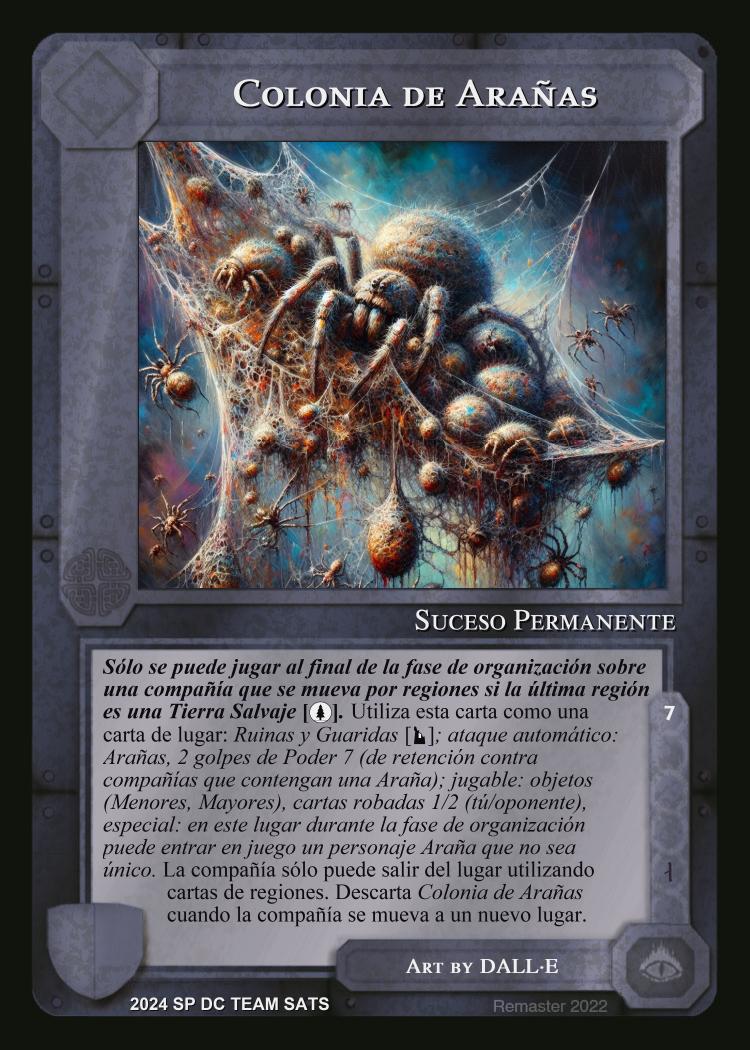 Colonia de Arañas
Suceso Permanente
Sólo se puede jugar al final de la fase de organización sobre
una compañía que se mueva por regiones si la última región
es una Tierra Salvaje []. Utiliza esta carta como una
carta de lugar: Ruinas y Guaridas []; ataque automático:
Arañas, 2 golpes de Poder 7 (de retención contra
compañías que contengan una Araña); jugable: objetos
(Menores, Mayores), cartas robadas 1/2 (tú/oponente),
especial: en este lugar durante la fase de organización
puede entrar en juego un personaje Araña que no sea
único. La compañía sólo puede salir del lugar utilizando
cartas de regiones. Descarta Colonia de Arañas
cuando la compañía se mueva a un nuevo lugar.
7
Art by DALL·E
2024 SP DC TEAM SATS
Remaster 2022